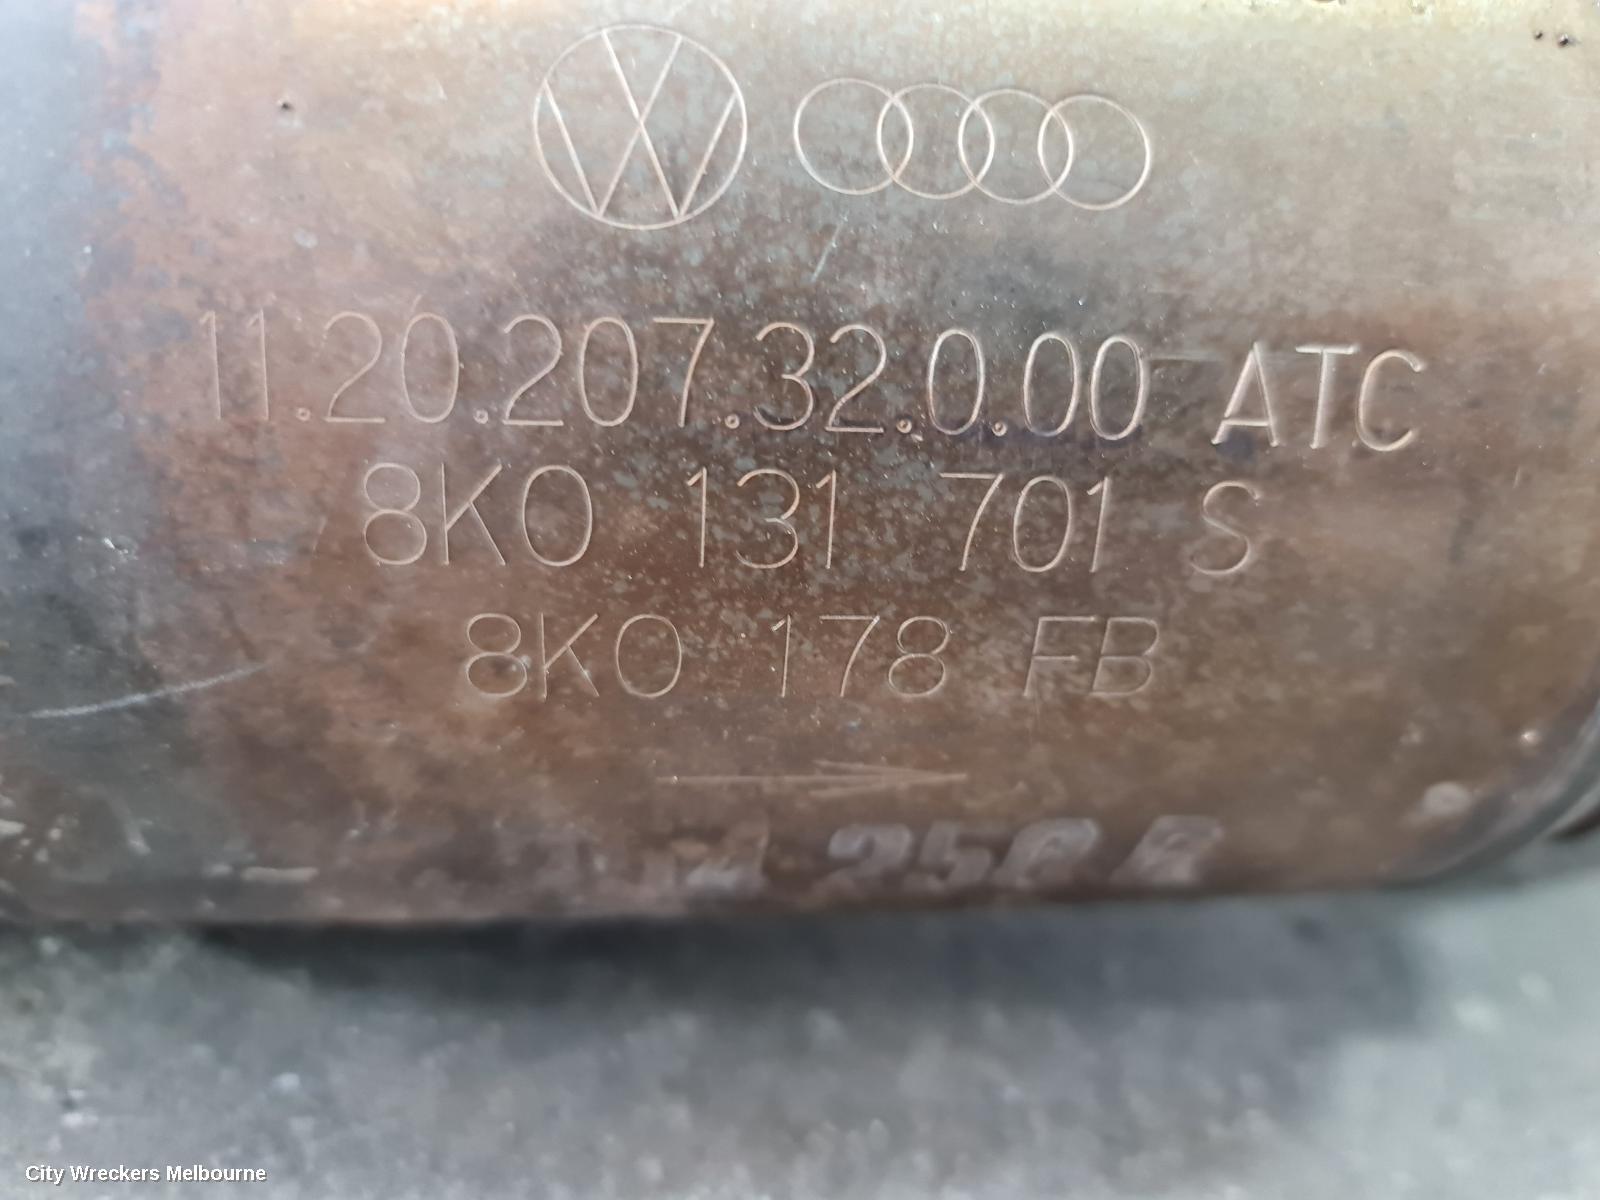 11.20.207.32.0.00 ATC
8K0 131 701 S
8K0 178 FB
City Wreckers Melbourne